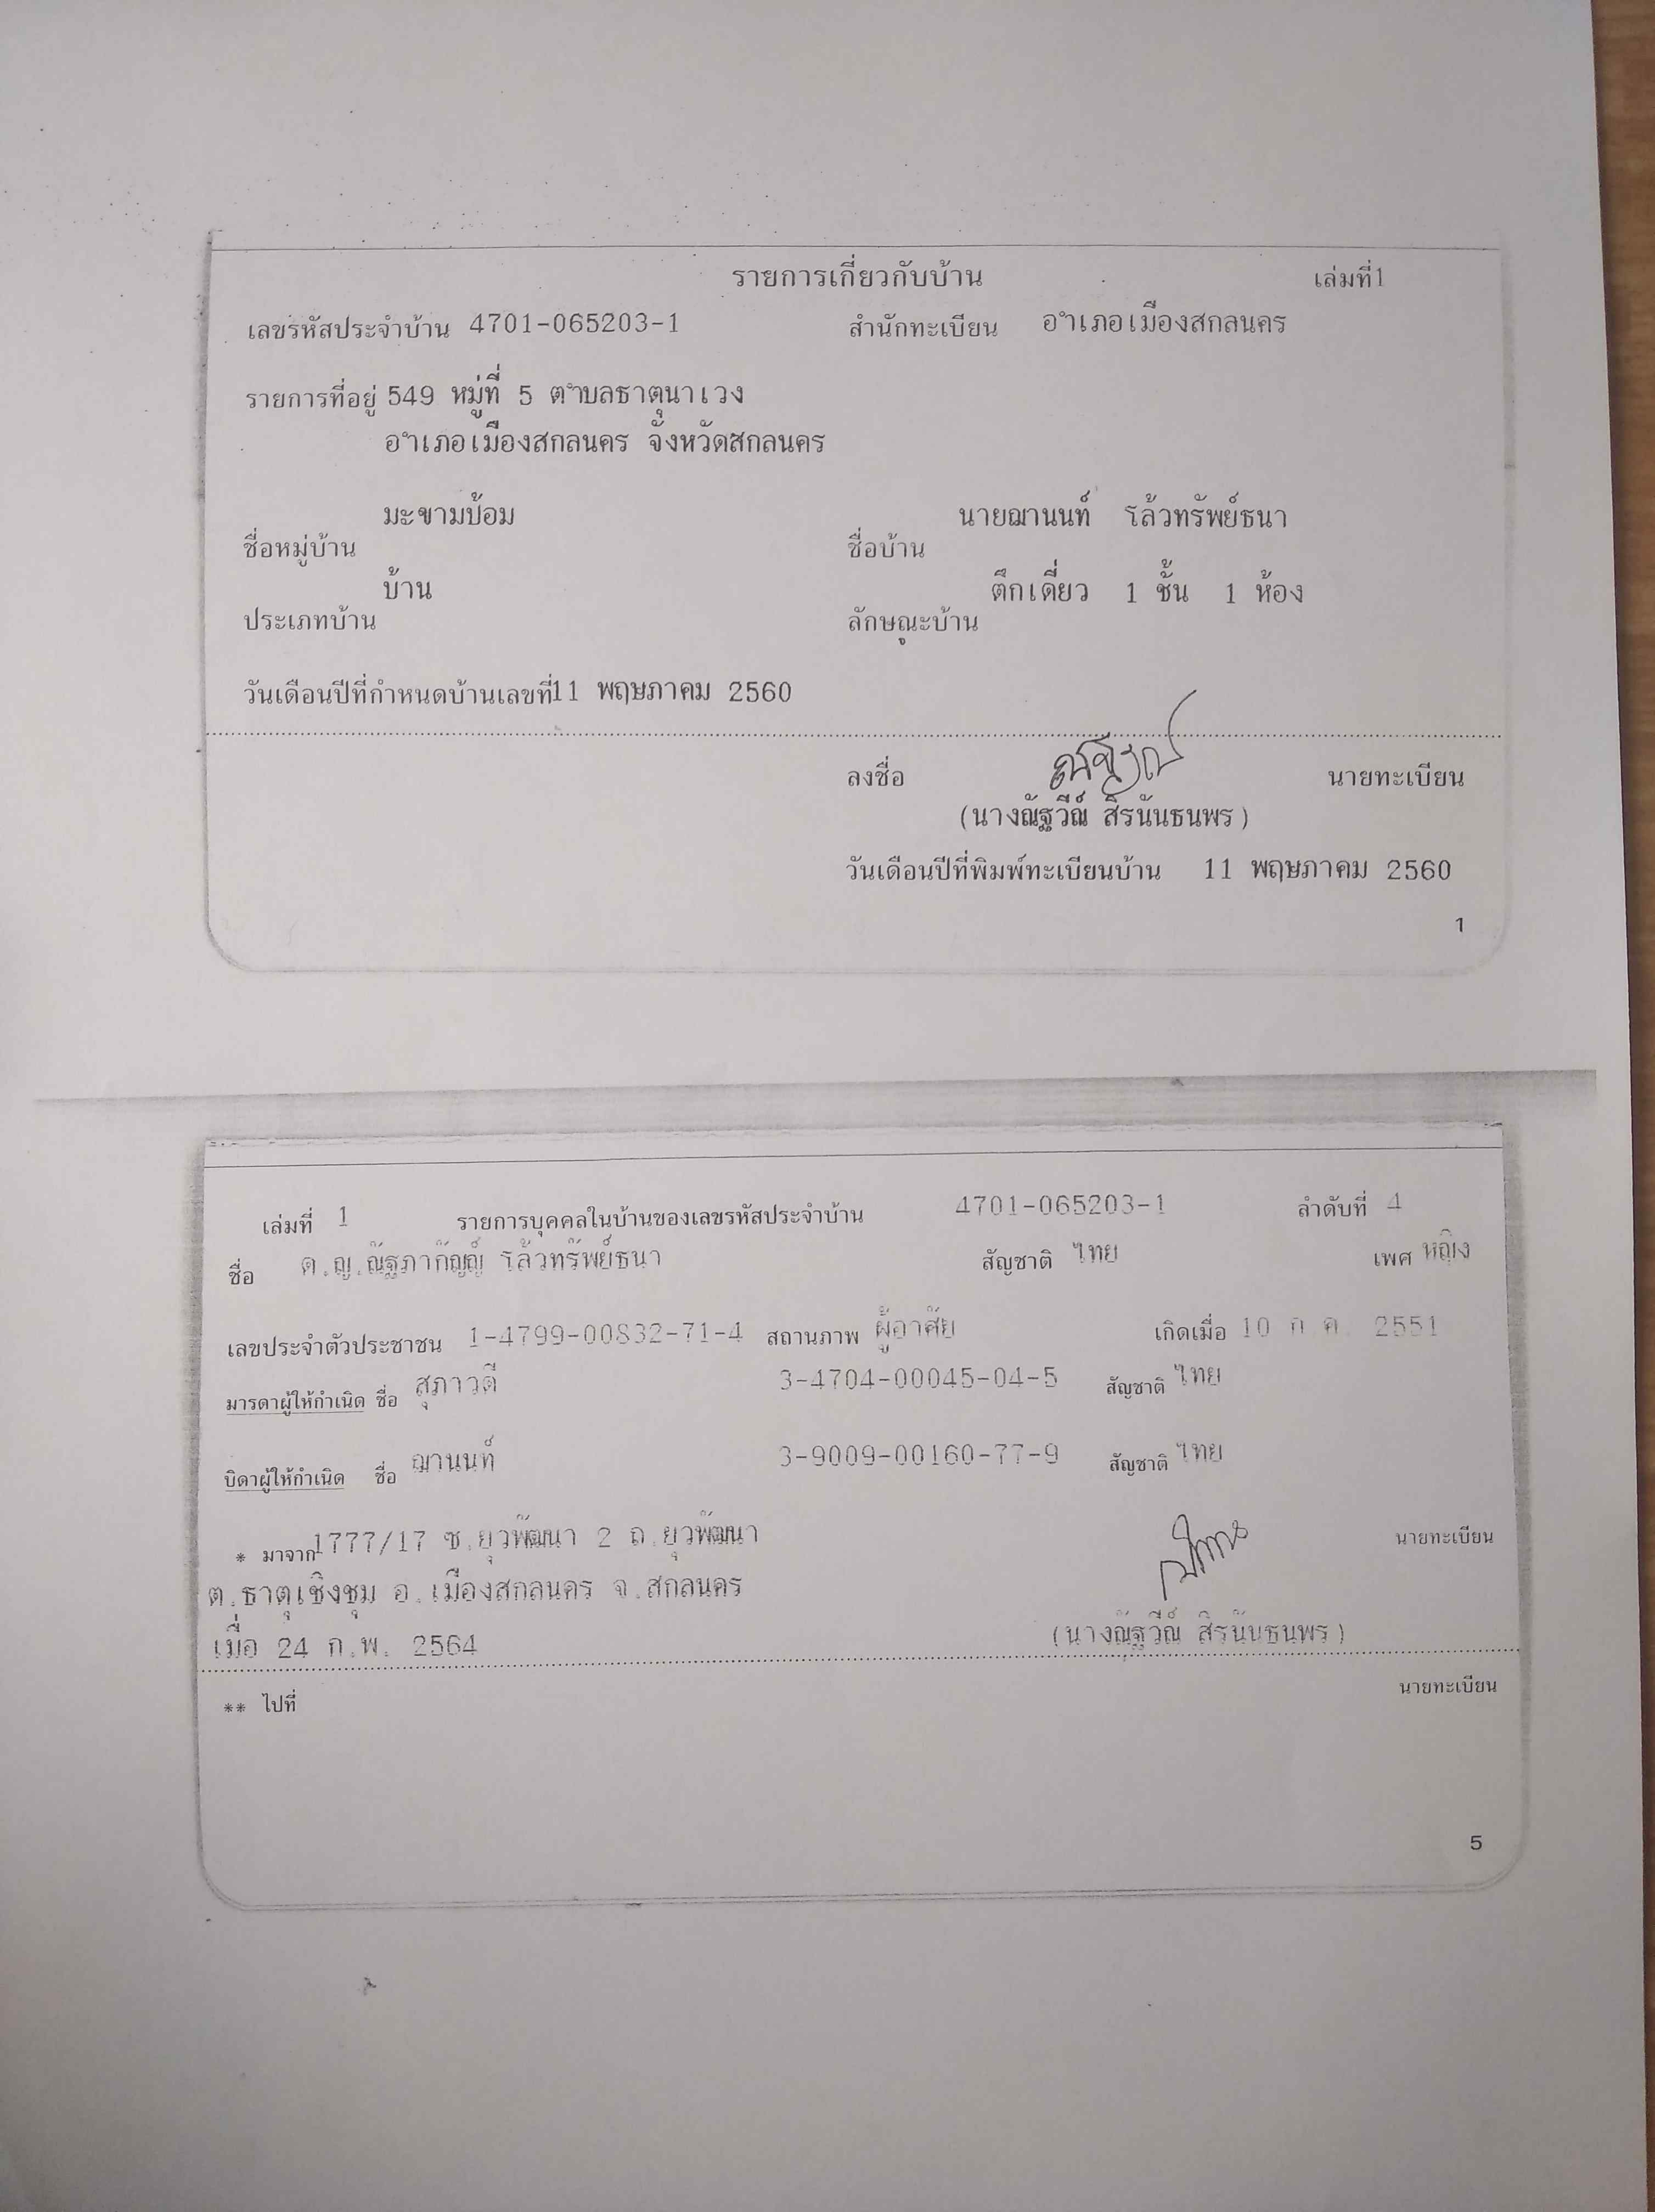 รายการเกี่ยวกับบ้าน เล่มที่1
เลขรหัสประจำบ้าน 4701-065203-1 สำนักทะเบียน อำเภอเมืองสกลนคร
รายการที่อยู่ 549 หมู่ที่ 5 ตำบลธาตุนาเวง
อำเภอเมืองสกลนคร จังหวัดสกลนคร
มะขามป้อม นายฌานนท์ โล้วทรัพย์ธนา
ชื่อหมู่บ้าน ชื่อบ้าน
บ้าน ตึกเดี่ยว 1 ชั้น 1 ห้อง
ประเภทบ้าน ลักษณะบ้าน
วันเดือนปีที่กำหนดบ้านเลขที่11 พฤษภาคม 2560
ลงชื่อ นายทะเบียน
(นางณัฐวีณ์ สิรนันธนพร)
วันเดือนปีที่พิมพ์ทะเบียนบ้าน 11 พฤษภาคม 2560
1
เล่มที่ 1 รายการบุคคลในบ้านของเลขรหัสประจำบ้าน 4701-065203-1 ลำดับที่ 4
ชื่อ ด.ญ.ณัฐภากัญญ์ โล้วทรัพย์ธนา สัญชาติ ไทย เพศ หญิง
เลขประจำตัวประชาชน 1-4799-00832-71-4 สถานภาพ ผู้อาศัย เกิดเมื่อ 10 ก ค 2551
มารดาผู้ให้กำเนิด ชื่อ สุภาวดี 3-4704-00045-04-5 สัญชาติ ไทย
บิดาผู้ให้กำเนิด ชื่อ ฌานนท์ 3-9009-00160-77-9 สัญชาติ ไทย
* มาจาก 1777/17 ซ.ยุวพัฒนา 2 ถ.ยุวพัฒนา นายทะเบียน
ต.ธาตุเชิงชุม อ.เมืองสกลนคร จ.สกลนคร
เมื่อ 24 ก.พ. 2564 (นางณัฐวีณ์ สิรนันธนพร)
** ไปที่ นายทะเบียน
5